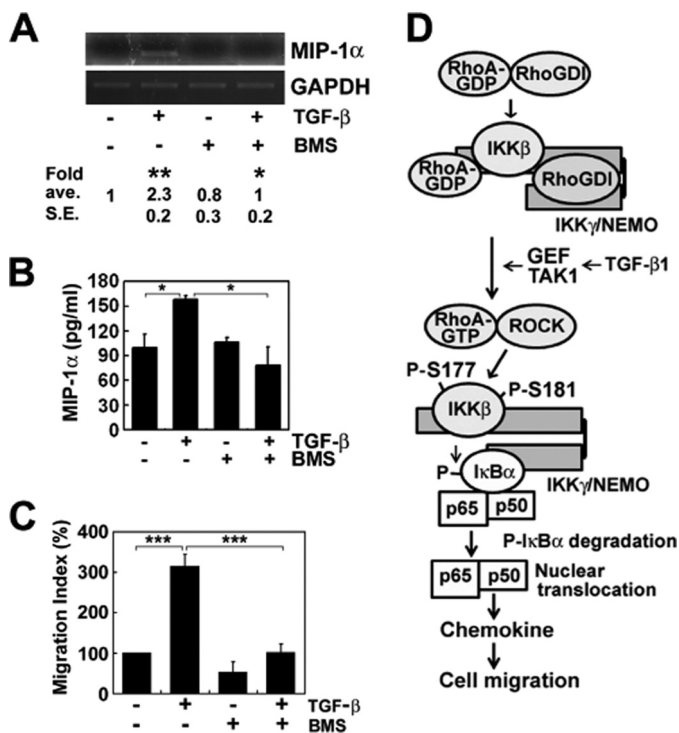 A
MIP-1α
GAPDH
- + - + TGF-β
- - + + BMS
Fold ** *
ave. 1 2.3 0.8 1
S.E. 0.2 0.3 0.2
B
MIP-1α (pg/ml)
180
150
120
90
60
30
0
* *
- + - + TGF-β
- - + + BMS
C
Migration Index (%)
400
300
200
100
0
*** ***
- + - + TGF-β
- - + + BMS
D
RhoA-GDP RhoGDI
IKKβ
RhoA-GDP RhoGDI
IKKγ/NEMO
GEF
TAK1
TGF-β1
RhoA-GTP ROCK
P-S177
P-S181
IKKβ
P IκBα
IKKγ/NEMO
p65 p50
P-IκBα degradation
p65 p50
Nuclear
translocation
Chemokine
Cell migration